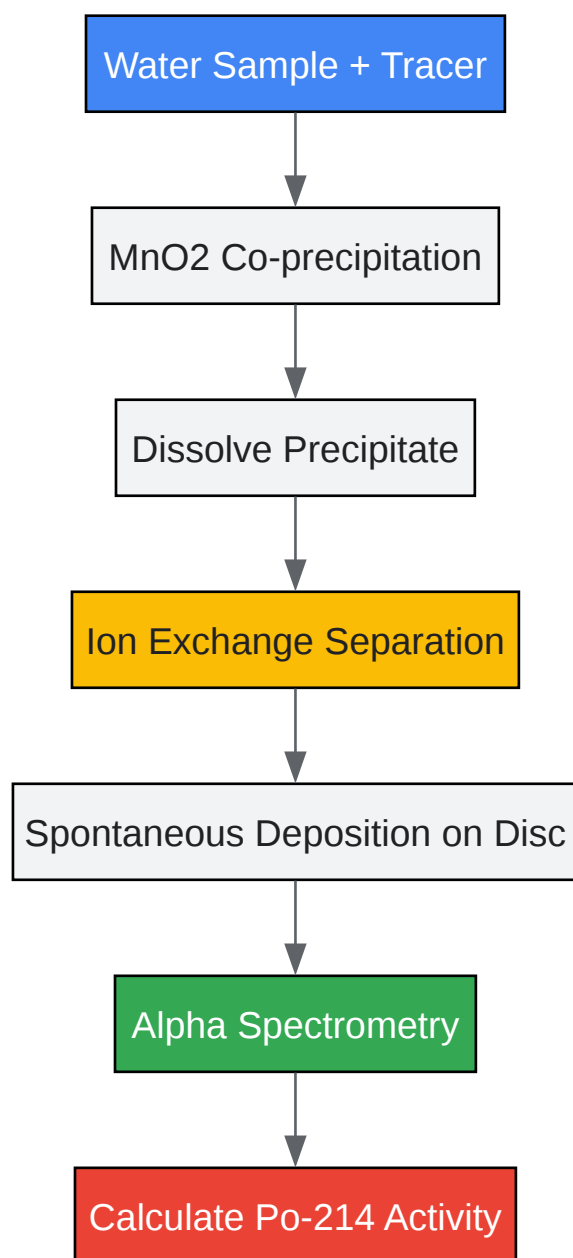 Water Sample + Tracer
MnO2 Co-precipitation
Dissolve Precipitate
Ion Exchange Separation
Spontaneous Deposition on Disc
Alpha Spectrometry
Calculate Po-214 Activity